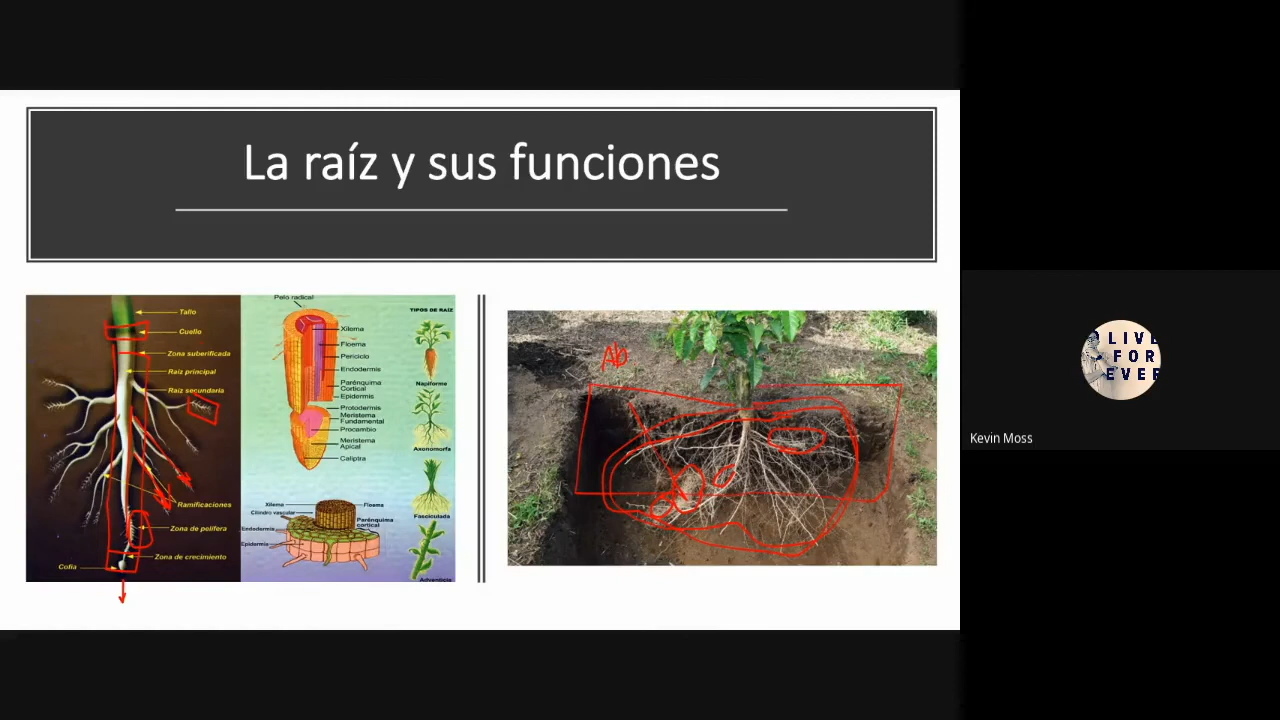 La raíz y sus funciones
Tallo
Cuello
Zona suberificada
Raíz principal
Raíz secundaria
Ramificaciones
Zona de pelífera
Zona de crecimiento
Cofia
Pelo radical
Xilema
Floema
Periciclo
Endodermis
Parénquima
Cortical
Epidermis
Protodermis
Meristema
Fundamental
Procambio
Meristema
Apical
Caliptra
Xilema
Cilindro vascular
Endodermis
Epidermis
Floema
Parénquima
cortical
TIPOS DE RAÍZ
Napiforme
Axonomorfa
Fasciculada
Adventicia
Ab
LIVE
FOR
EVER
Kevin Moss